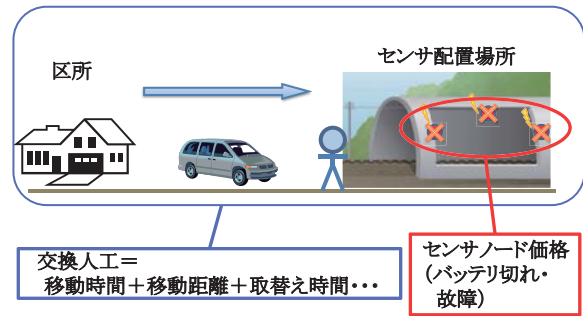 区所
センサ配置場所
交換人工＝
移動時間＋移動距離＋取替え時間・・・
センサノード価格
（バッテリ切れ・
故障）